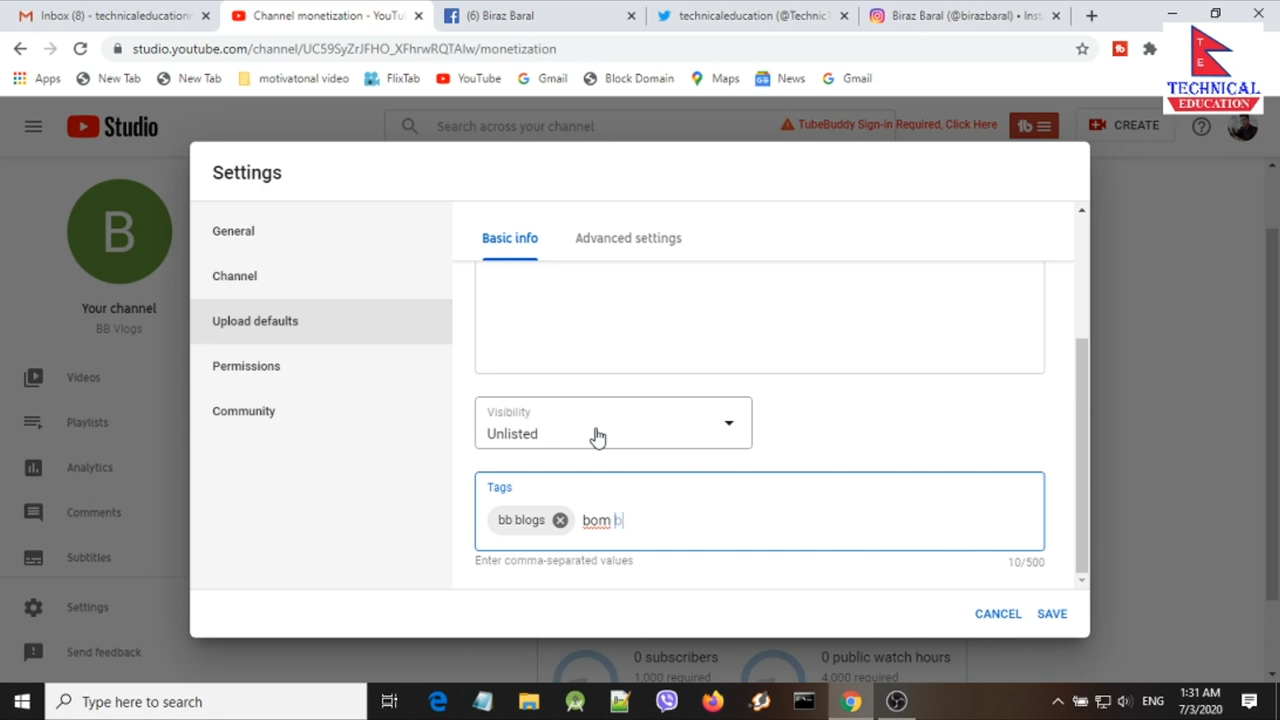 Inbox (8) - technicaleducationn
Channel monetization - YouTu
(6) Biraz Baral
technicaleducation (@Technic1
Biraz Baral (@birazbaral) • Inst
studio.youtube.com/channel/UC59SyZrJFHO_XFhrwRQTAIw/monetization
Apps
New Tab
New Tab
motivatonal video
FlixTab
YouTube
Gmail
Block Domain
Maps
News
Gmail
T
E
TECHNICAL
EDUCATION
Studio
Search across your channel
TubeBuddy Sign-in Required, Click Here
tb
CREATE
Settings
B
Your channel
BB Vlogs
Videos
Playlists
Analytics
Comments
Subtitles
Settings
Send feedback
General
Channel
Upload defaults
Permissions
Community
Basic info
Advanced settings
Visibility
Unlisted
Tags
bb blogs
bom b
Enter comma-separated values
10/500
CANCEL
SAVE
0 subscribers
1,000 required
0 public watch hours
4,000 required
Type here to search
ENG
1:31 AM
7/3/2020